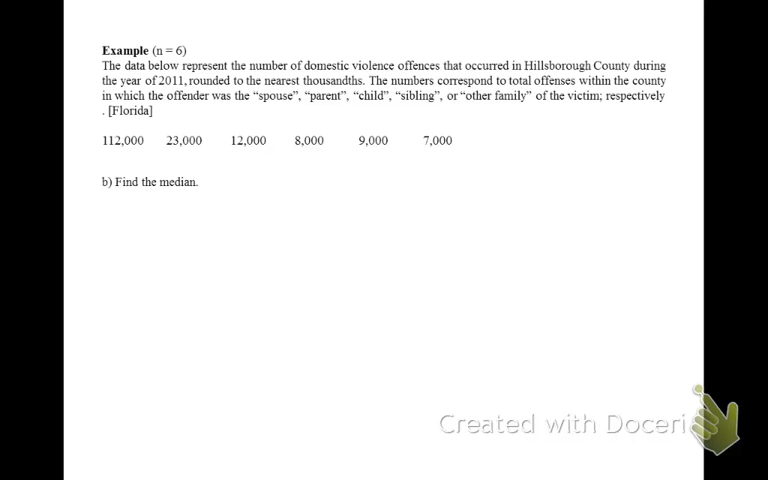 Example (n = 6)
The data below represent the number of domestic violence offences that occurred in Hillsborough County during
the year of 2011, rounded to the nearest thousandths. The numbers correspond to total offenses within the county
in which the offender was the “spouse”, “parent”, “child”, “sibling”, or “other family” of the victim; respectively
. [Florida]
112,000 23,000 12,000 8,000 9,000 7,000
b) Find the median.
Created with Doceri